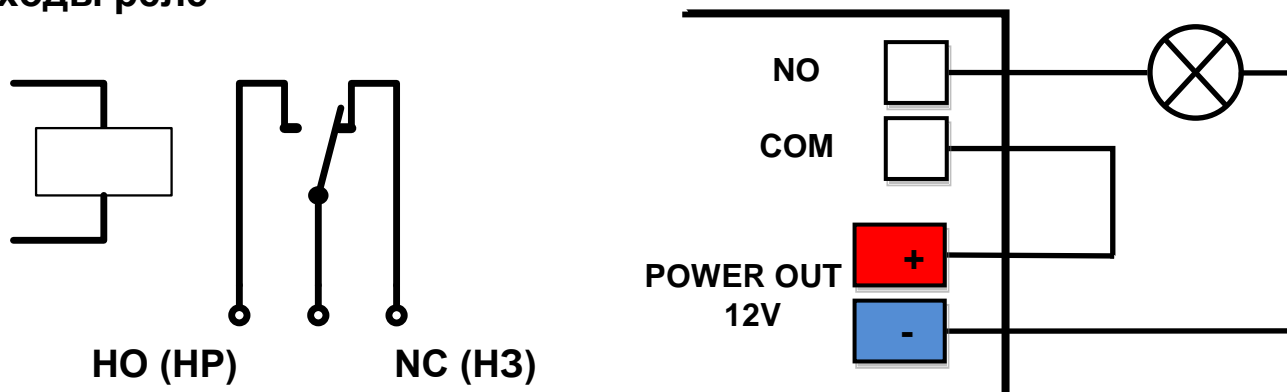 ходы реле
НО (НР) NC (НЗ)
NO
COM
+
POWER OUT
12V
-